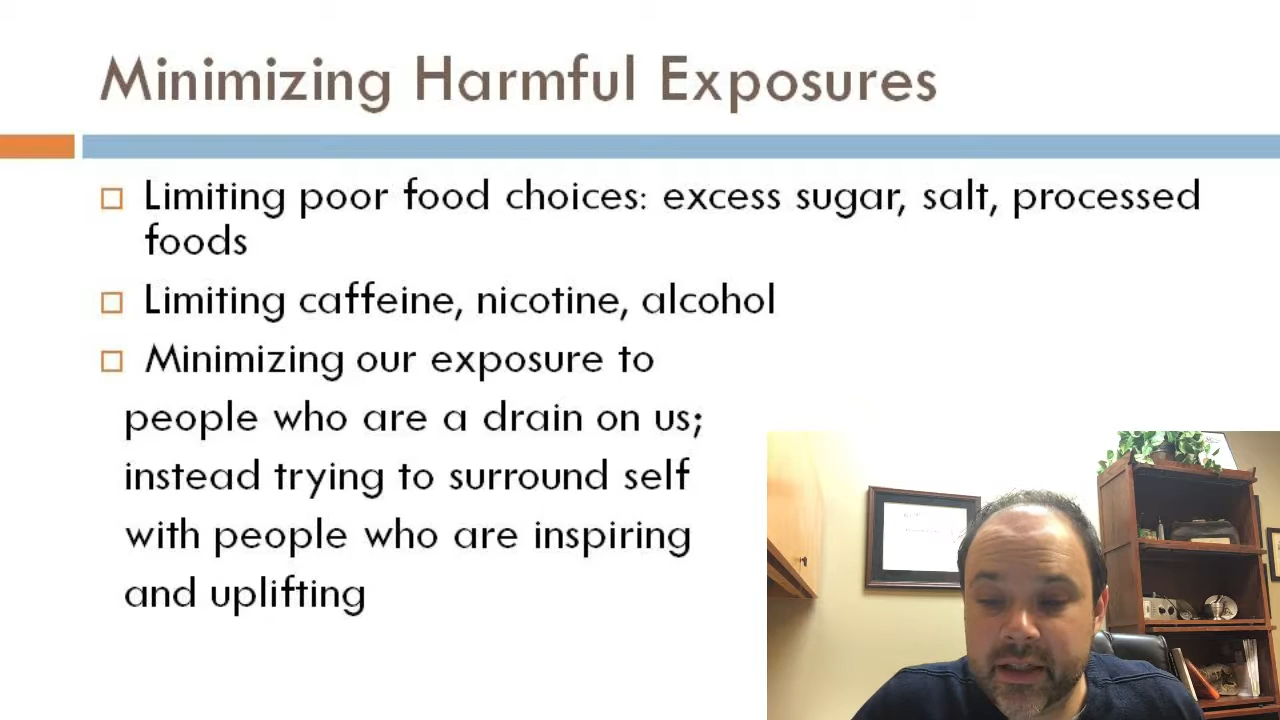 Minimizing Harmful Exposures
Limiting poor food choices: excess sugar, salt, processed
foods
Limiting caffeine, nicotine, alcohol
Minimizing our exposure to
people who are a drain on us;
instead trying to surround self
with people who are inspiring
and uplifting